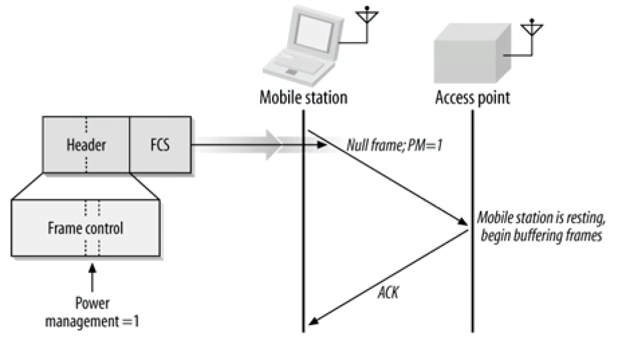 Mobile station
Access point
Header
FCS
Null frame; PM=1
Frame control
Mobile station is resting,
begin buffering frames
ACK
Power
management =1